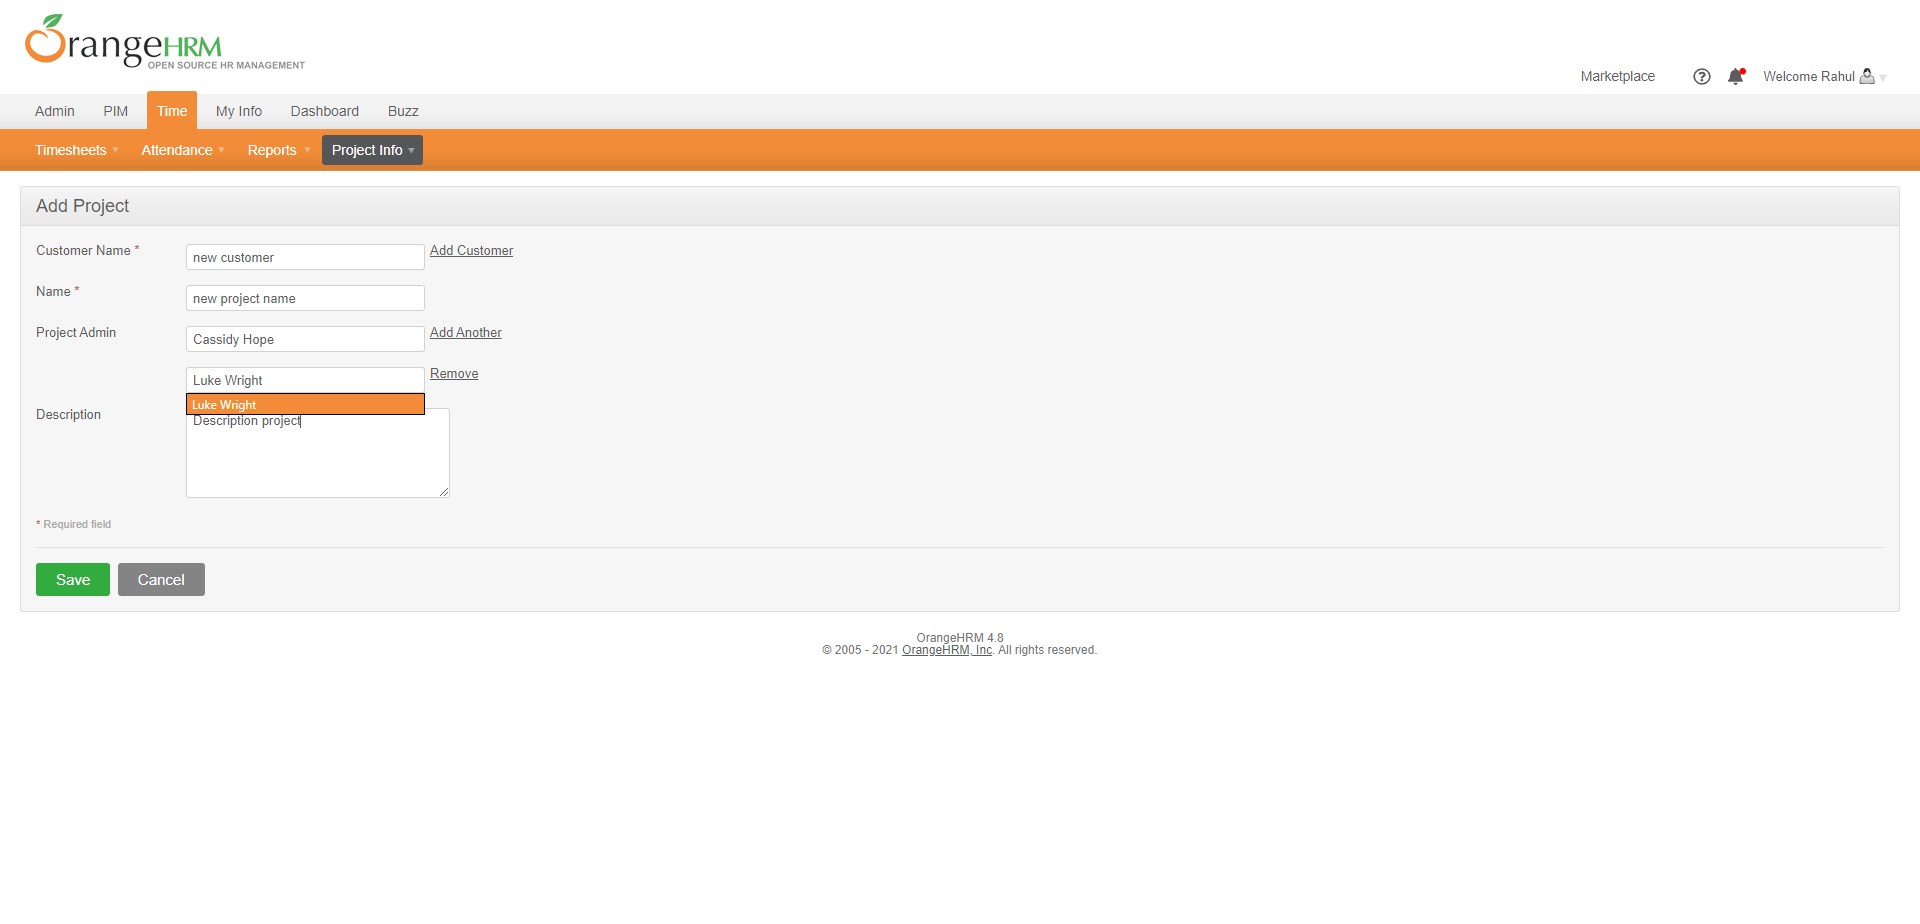 OrangeHRM
OPEN SOURCE HR MANAGEMENT
Marketplace
Welcome Rahul
Admin PIM Time My Info Dashboard Buzz
Timesheets Attendance Reports Project Info
Add Project
Customer Name * new customer Add Customer
Name * new project name
Project Admin Cassidy Hope Add Another
Luke Wright Remove
Luke Wright
Description Description project
* Required field
Save Cancel
OrangeHRM 4.8
© 2005 - 2021 OrangeHRM, Inc. All rights reserved.